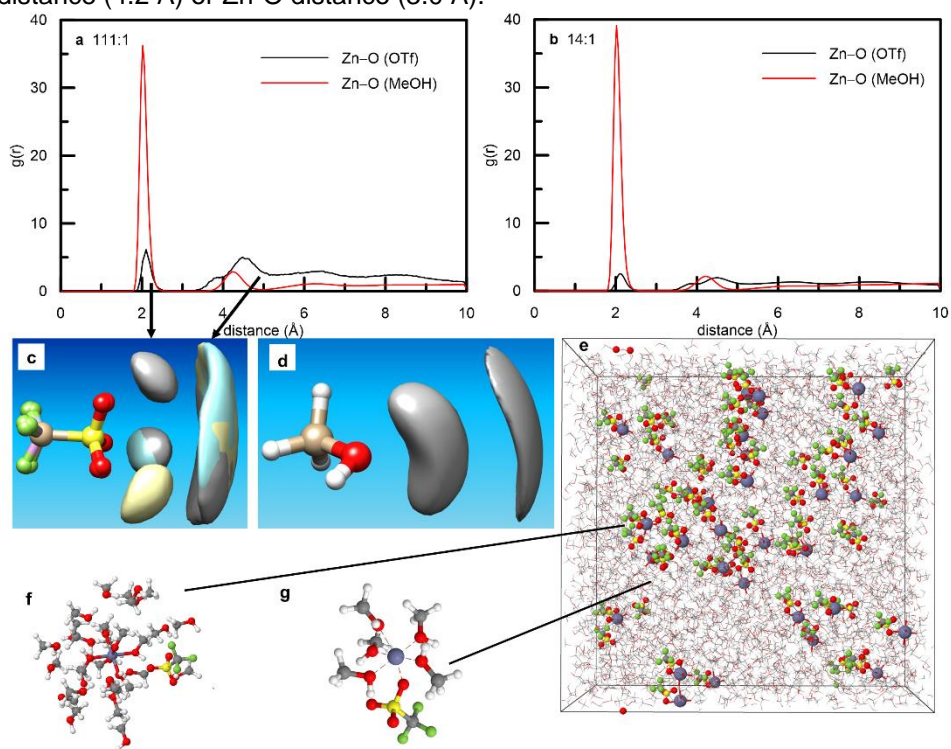 distance (4.2 Å) or Zn-O distance (5.0 Å).
a 111:1
Zn–O (OTf)
Zn–O (MeOH)
g(r)
40
30
20
10
0
0 2 4 6 8 10
distance (Å)
b 14:1
Zn–O (OTf)
Zn–O (MeOH)
g(r)
40
30
20
10
0
0 2 4 6 8 10
distance (Å)
c
d
e
f
g